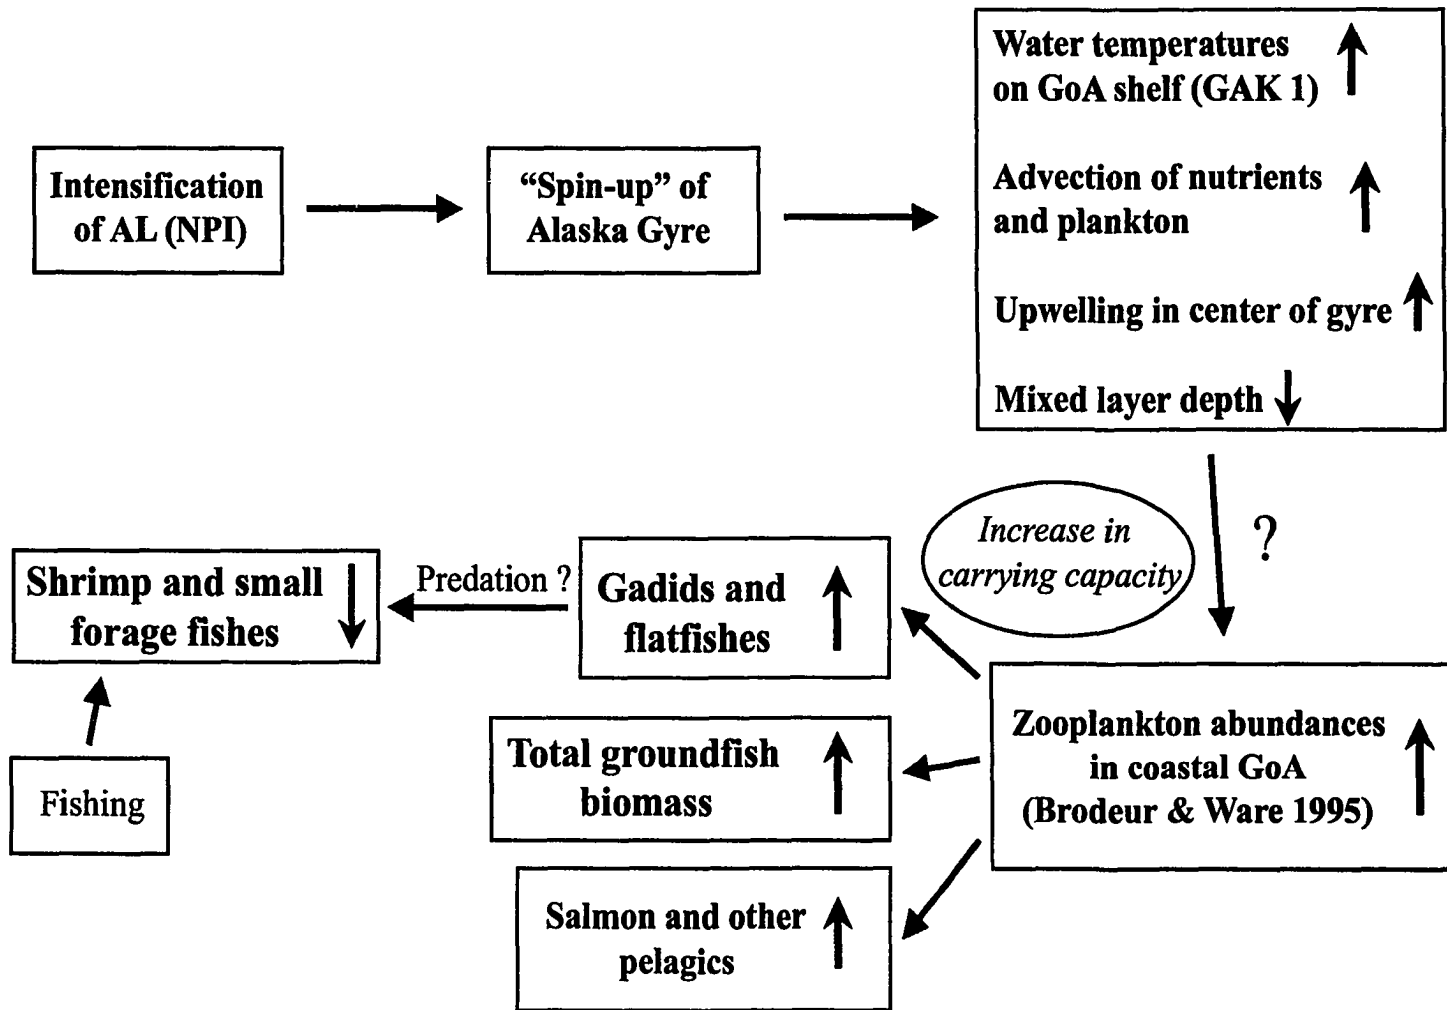 Intensification
of AL (NPI)
“Spin-up” of
Alaska Gyre
Water temperatures
on GoA shelf (GAK 1)
Advection of nutrients
and plankton
Upwelling in center of gyre
Mixed layer depth
?
Increase in
carrying capacity
Zooplankton abundances
in coastal GoA
(Brodeur & Ware 1995)
Gadids and
flatfishes
Predation ?
Shrimp and small
forage fishes
Fishing
Total groundfish
biomass
Salmon and other
pelagics